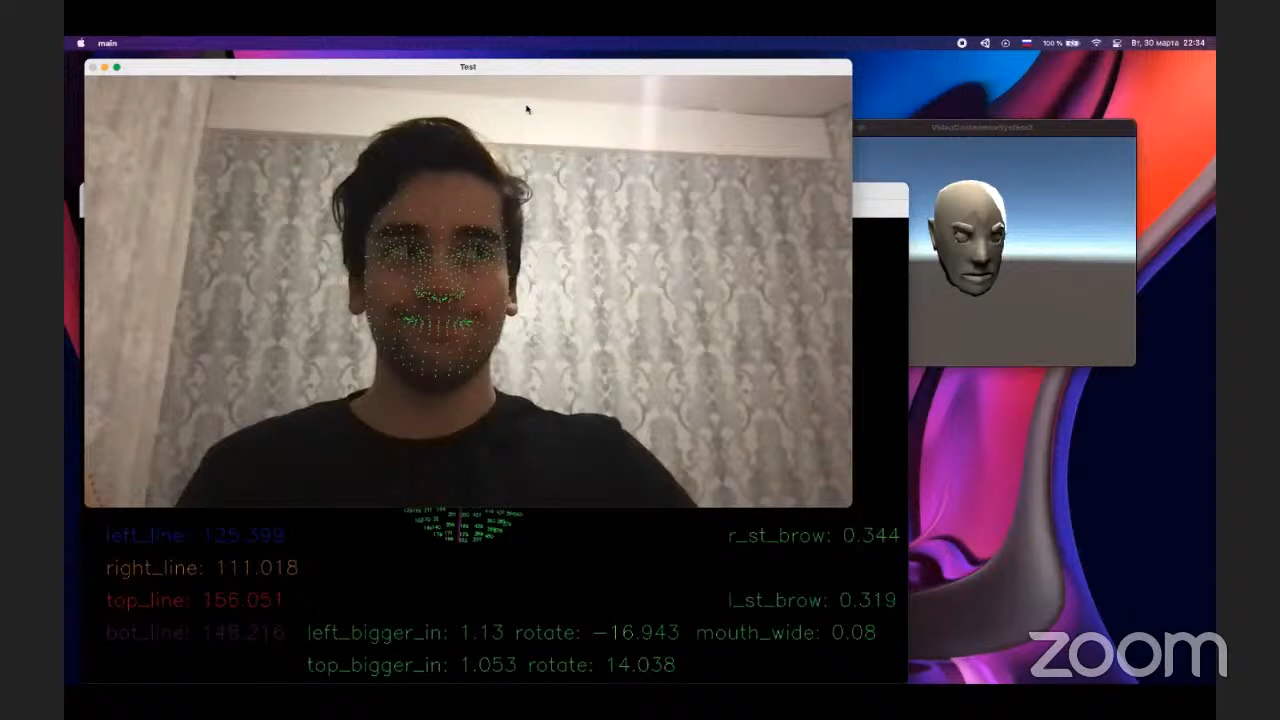 main
100 %
Вт, 30 марта 22:34
Test
left_line: 125.399
r_st_brow: 0.344
right_line: 111.018
top_line: 156.051
l_st_brow: 0.319
bot_line: 148.216
left_bigger_in: 1.13 rotate: -16.943 mouth_wide: 0.08
top_bigger_in: 1.053 rotate: 14.038
zoom